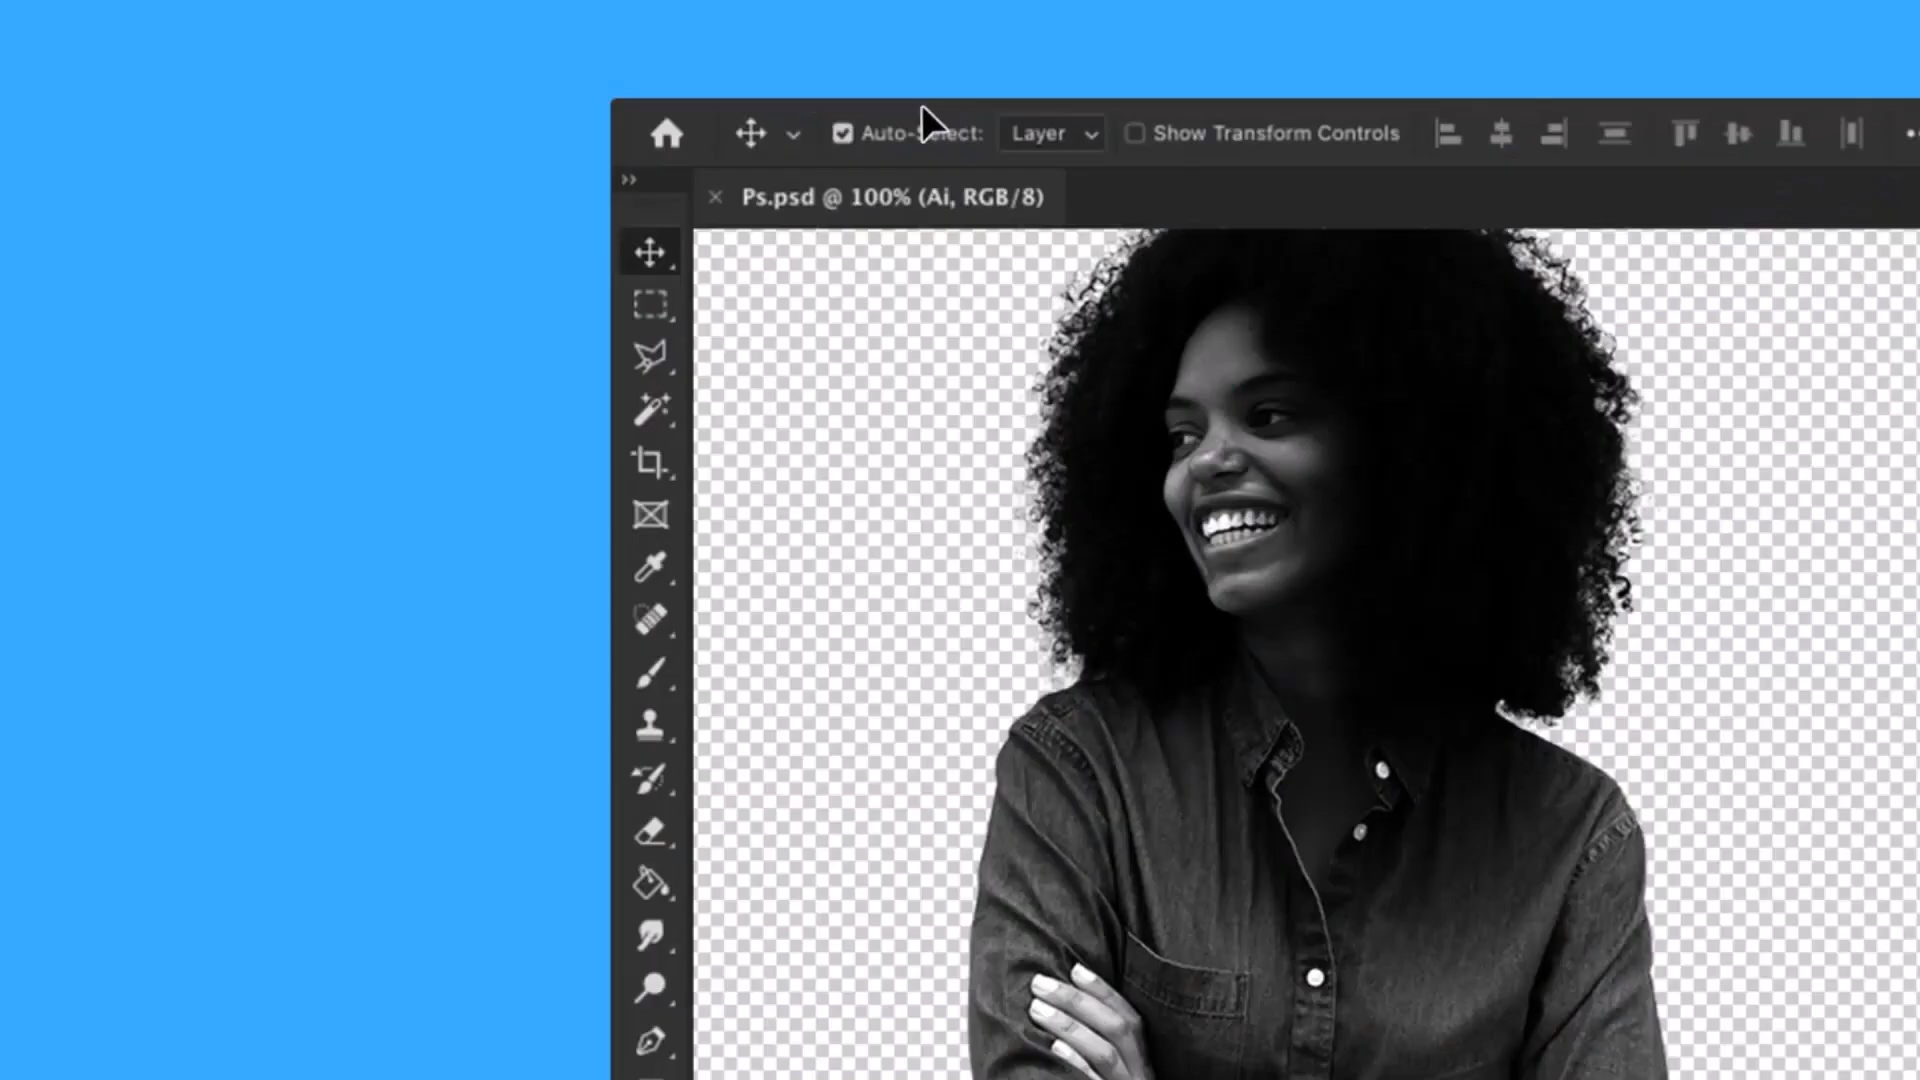 Auto-Select: Layer Show Transform Controls
Ps.psd @ 100% (Ai, RGB/8)